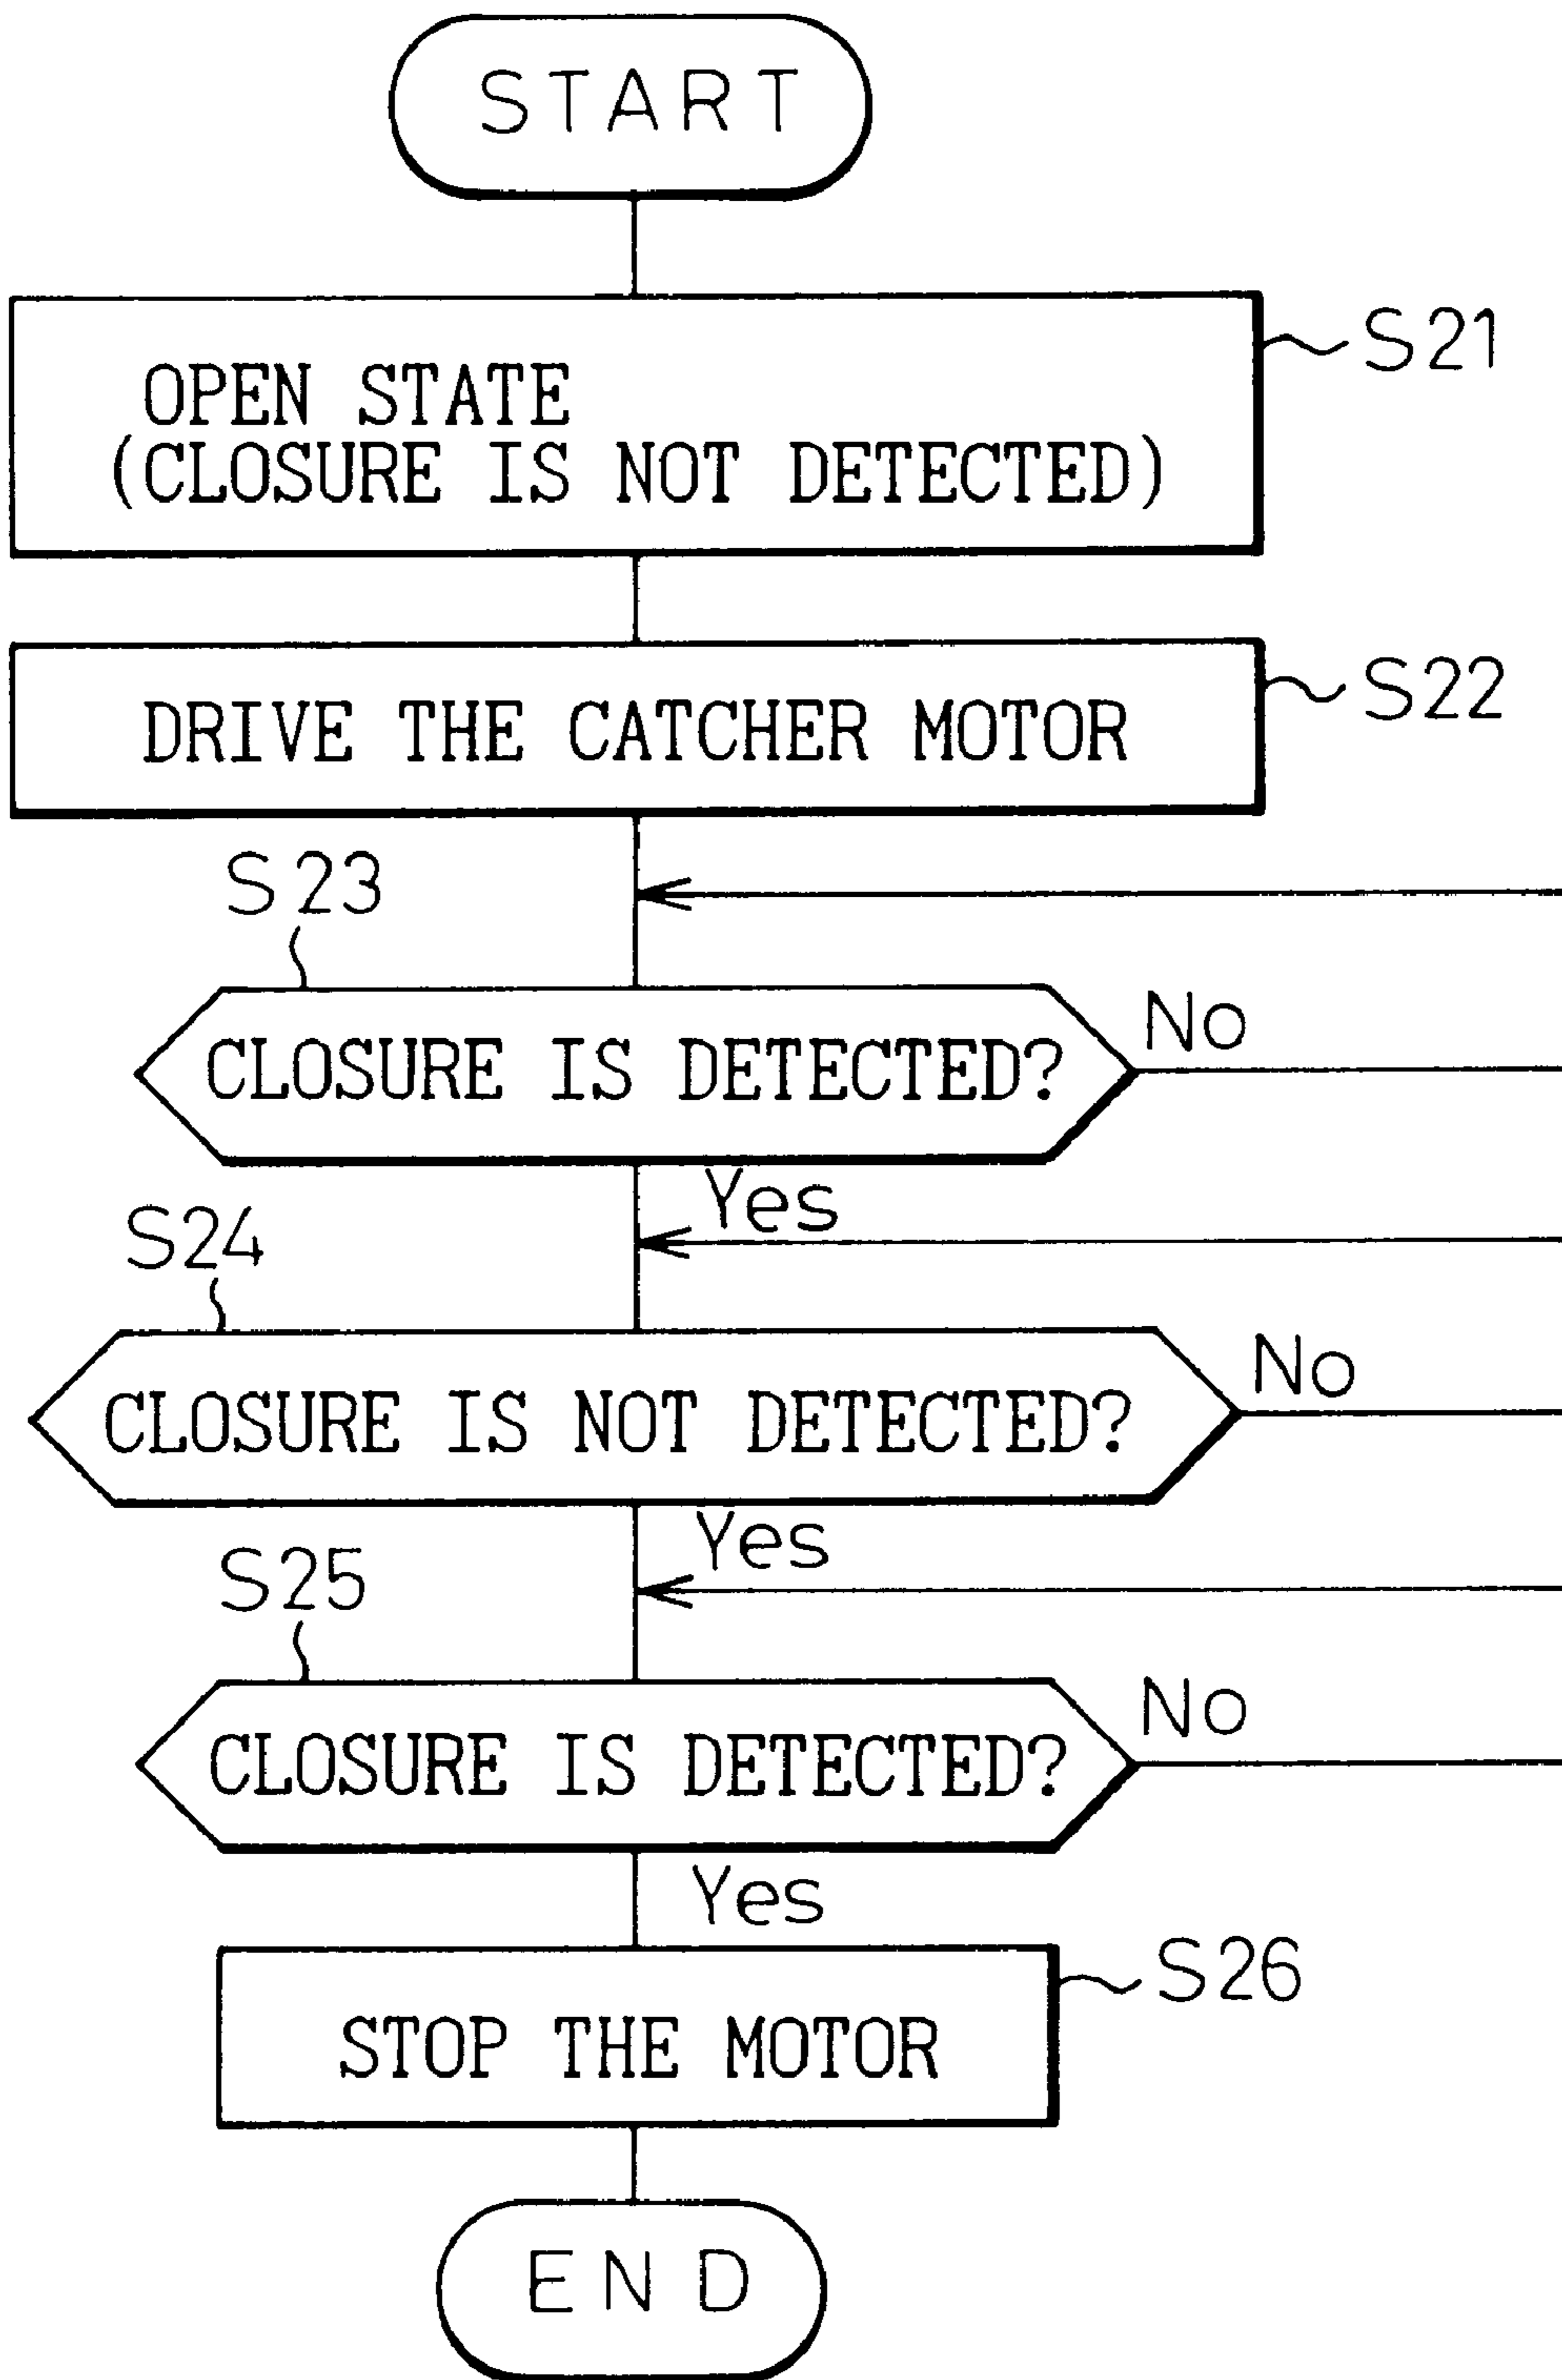 START
OPEN STATE
(CLOSURE IS NOT DETECTED)
S21
DRIVE THE CATCHER MOTOR
S22
S23
CLOSURE IS DETECTED?
No
Yes
S24
CLOSURE IS NOT DETECTED?
No
Yes
S25
CLOSURE IS DETECTED?
No
Yes
STOP THE MOTOR
S26
END